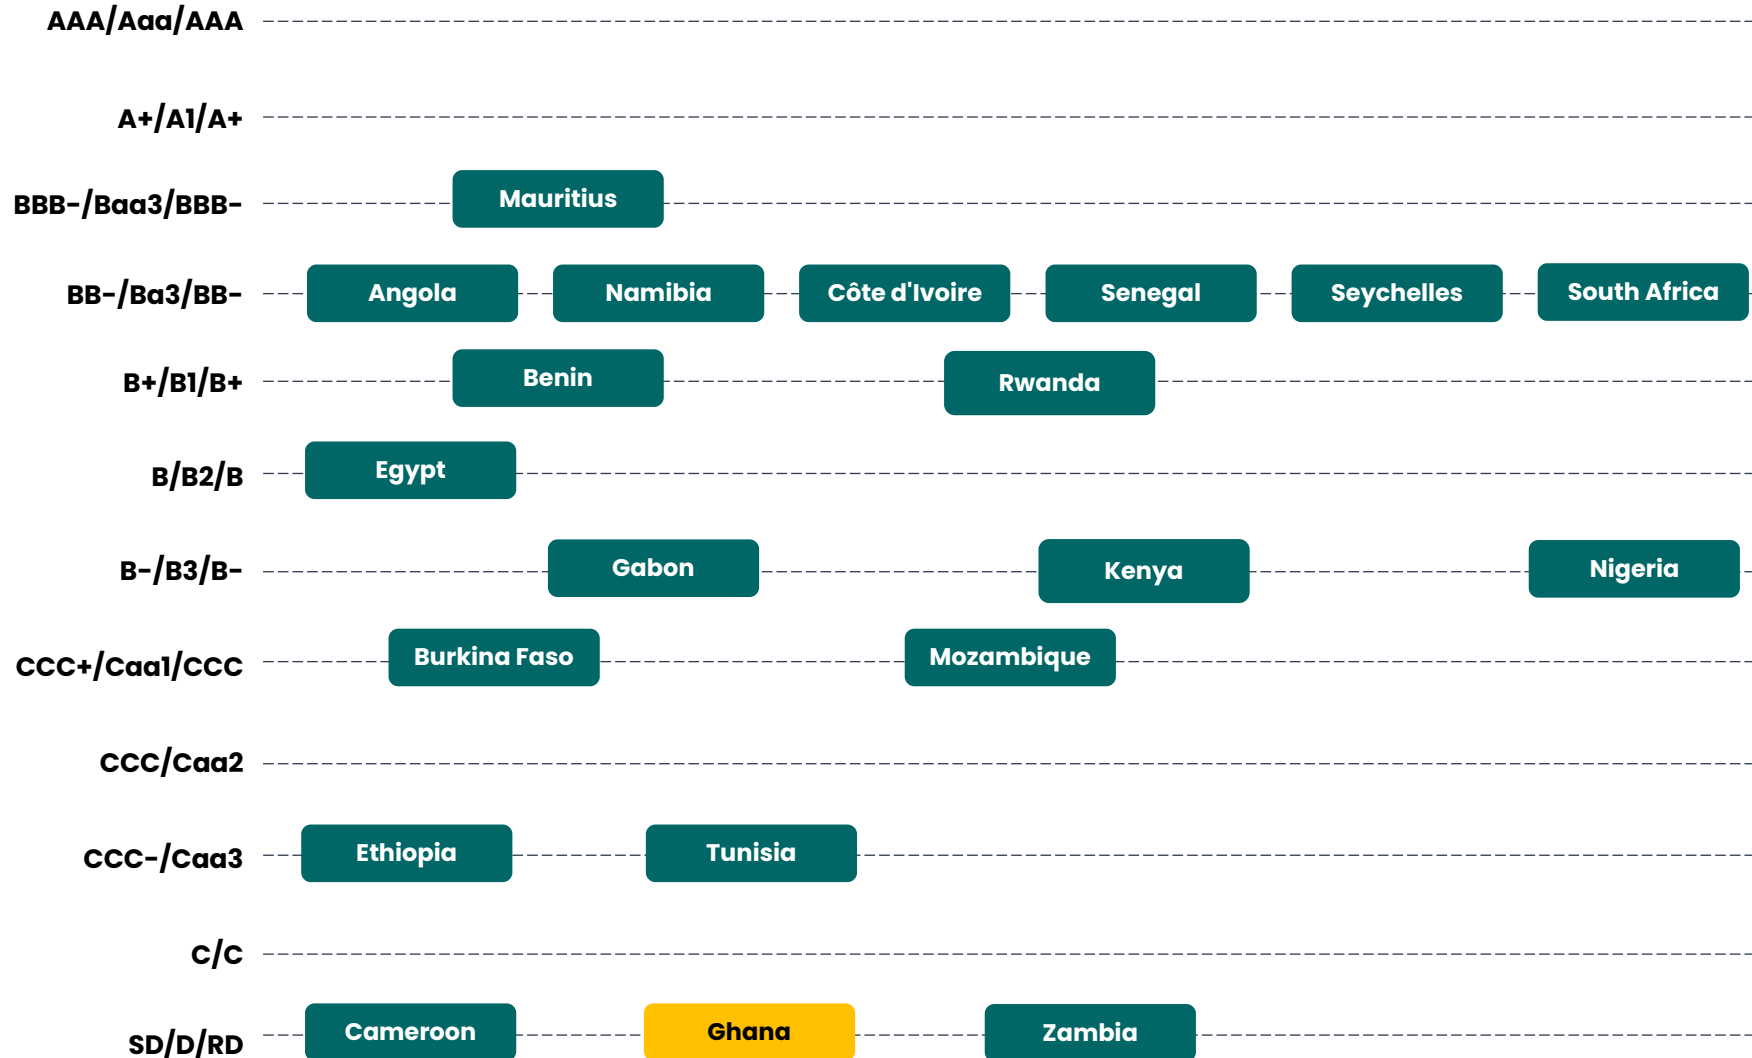 AAA/Aaa/AAA
A+/A1/A+
BBB-/Baa3/BBB- Mauritius
BB-/Ba3/BB- Angola Namibia Côte d'Ivoire Senegal Seychelles South Africa
B+/B1/B+ Benin Rwanda
B/B2/B Egypt
B-/B3/B- Gabon Kenya Nigeria
CCC+/Caa1/CCC Burkina Faso Mozambique
CCC/Caa2
CCC-/Caa3 Ethiopia Tunisia
C/C
SD/D/RD Cameroon Ghana Zambia